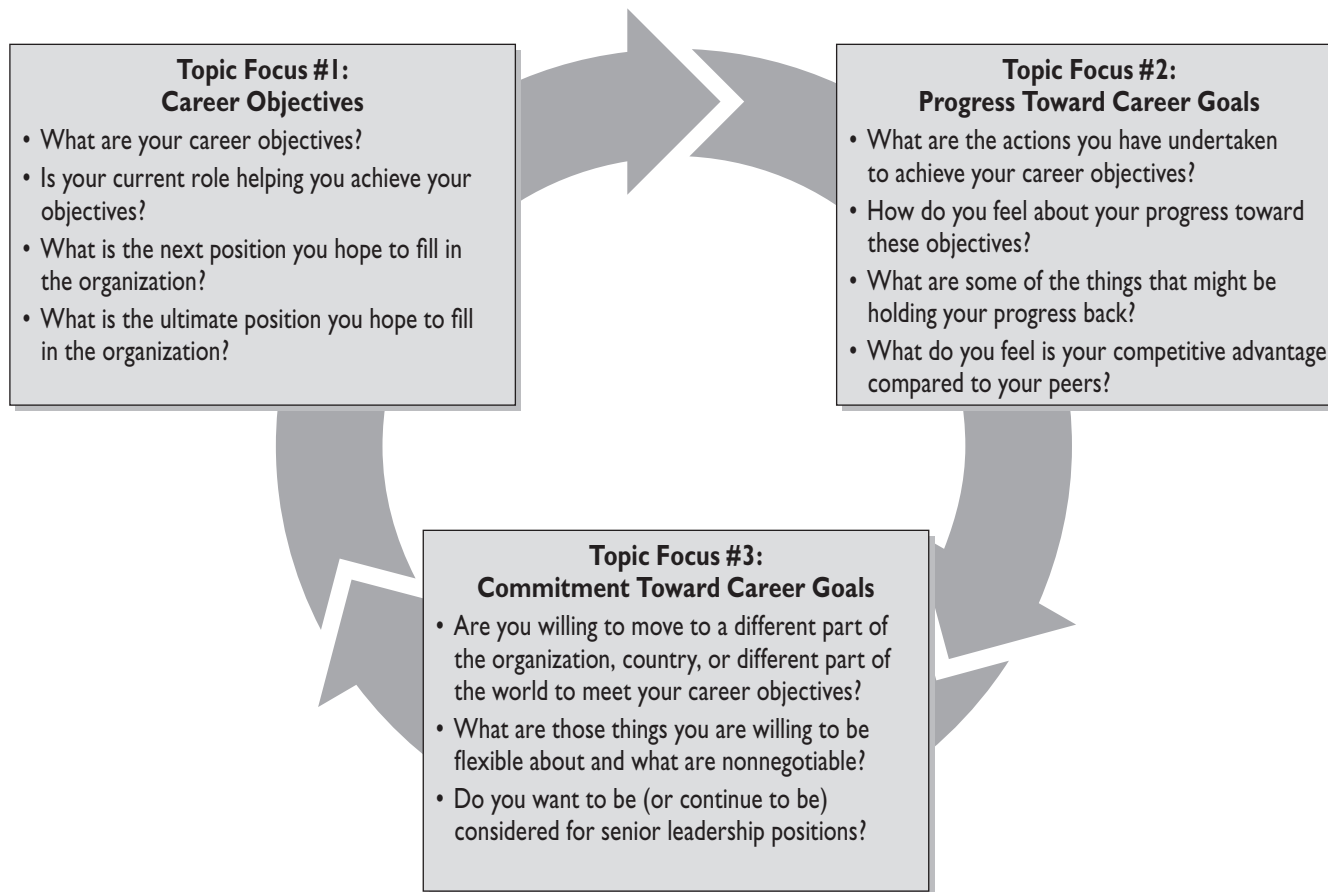 Topic Focus #1:
Career Objectives
• What are your career objectives?
• Is your current role helping you achieve your
objectives?
• What is the next position you hope to fill in
the organization?
• What is the ultimate position you hope to fill
in the organization?
Topic Focus #2:
Progress Toward Career Goals
• What are the actions you have undertaken
to achieve your career objectives?
• How do you feel about your progress toward
these objectives?
• What are some of the things that might be
holding your progress back?
• What do you feel is your competitive advantage
compared to your peers?
Topic Focus #3:
Commitment Toward Career Goals
• Are you willing to move to a different part of
the organization, country, or different part of
the world to meet your career objectives?
• What are those things you are willing to be
flexible about and what are nonnegotiable?
• Do you want to be (or continue to be)
considered for senior leadership positions?